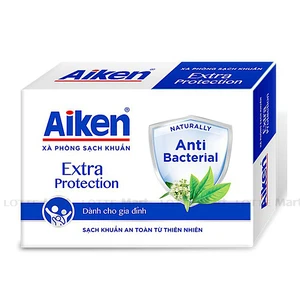 XÀ PHÒNG SẠCH KHUẨN
Extra
Protection
Aiken®
XÀ PHÒNG SẠCH KHUẨN
Extra
Protection
Dành cho gia đình
NATURALLY
Anti
Bacterial
SẠCH KHUẨN AN TOÀN TỪ THIÊN NHIÊN
Aiken